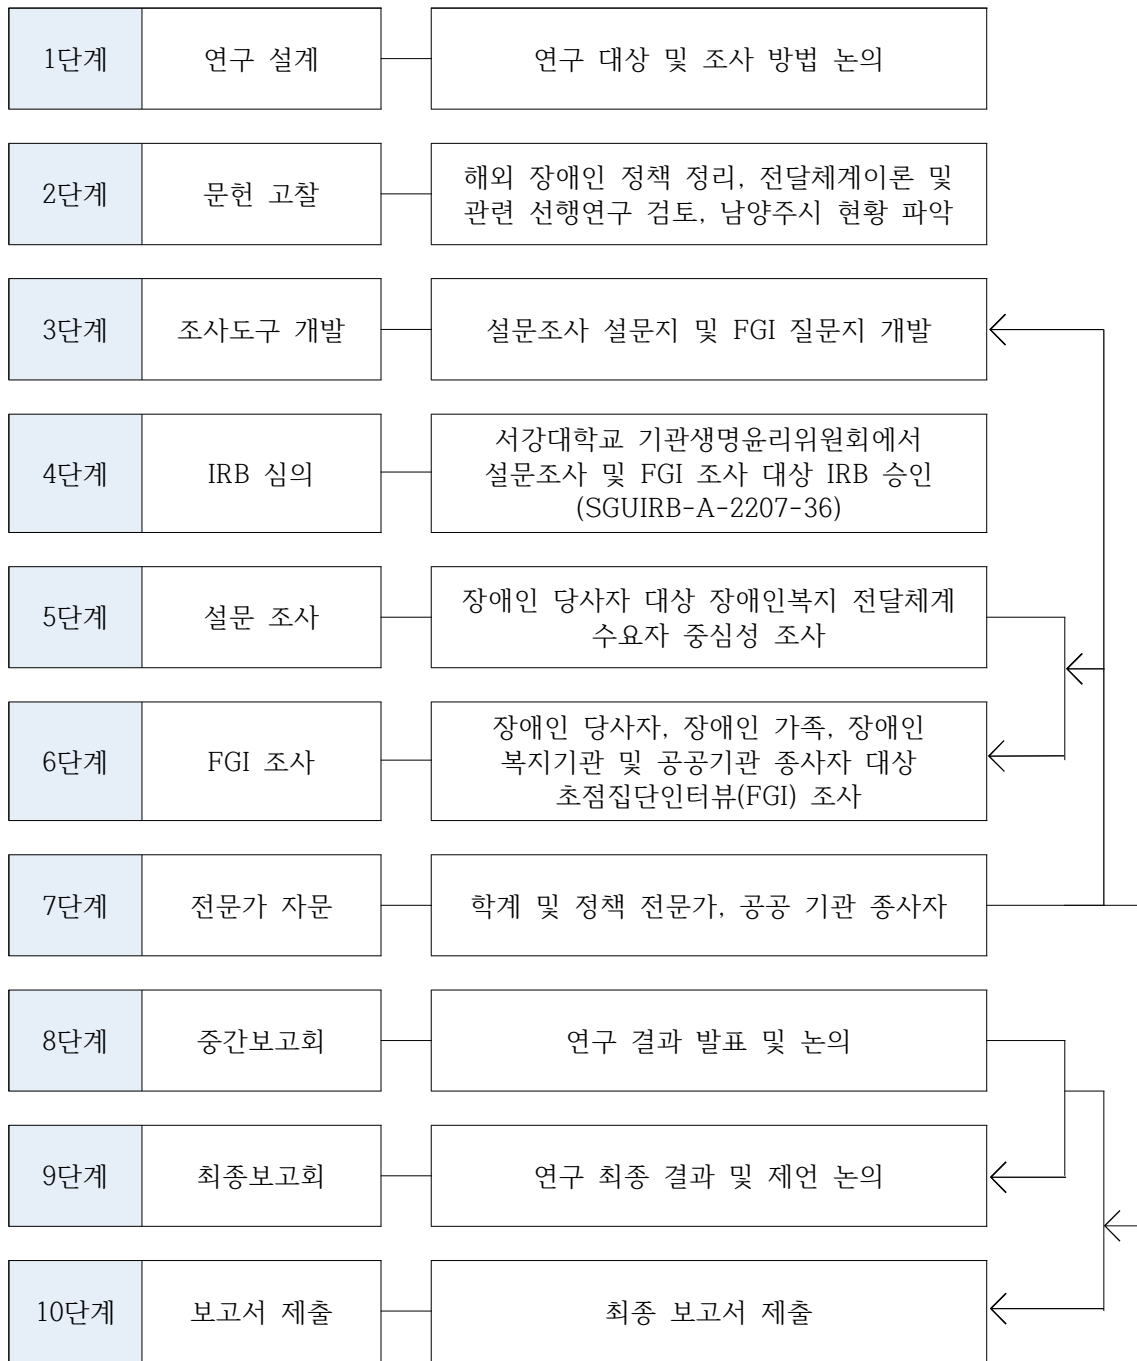 1단계 연구 설계 연구 대상 및 조사 방법 논의
2단계 문헌 고찰 해외 장애인 정책 정리, 전달체계이론 및
관련 선행연구 검토, 남양주시 현황 파악
3단계 조사도구 개발 설문조사 설문지 및 FGI 질문지 개발
4단계 IRB 심의 서강대학교 기관생명윤리위원회에서
설문조사 및 FGI 조사 대상 IRB 승인
(SGUIRB-A-2207-36)
5단계 설문 조사 장애인 당사자 대상 장애인복지 전달체계
수요자 중심성 조사
6단계 FGI 조사 장애인 당사자, 장애인 가족, 장애인
복지기관 및 공공기관 종사자 대상
초점집단인터뷰(FGI) 조사
7단계 전문가 자문 학계 및 정책 전문가, 공공 기관 종사자
8단계 중간보고회 연구 결과 발표 및 논의
9단계 최종보고회 연구 최종 결과 및 제언 논의
10단계 보고서 제출 최종 보고서 제출